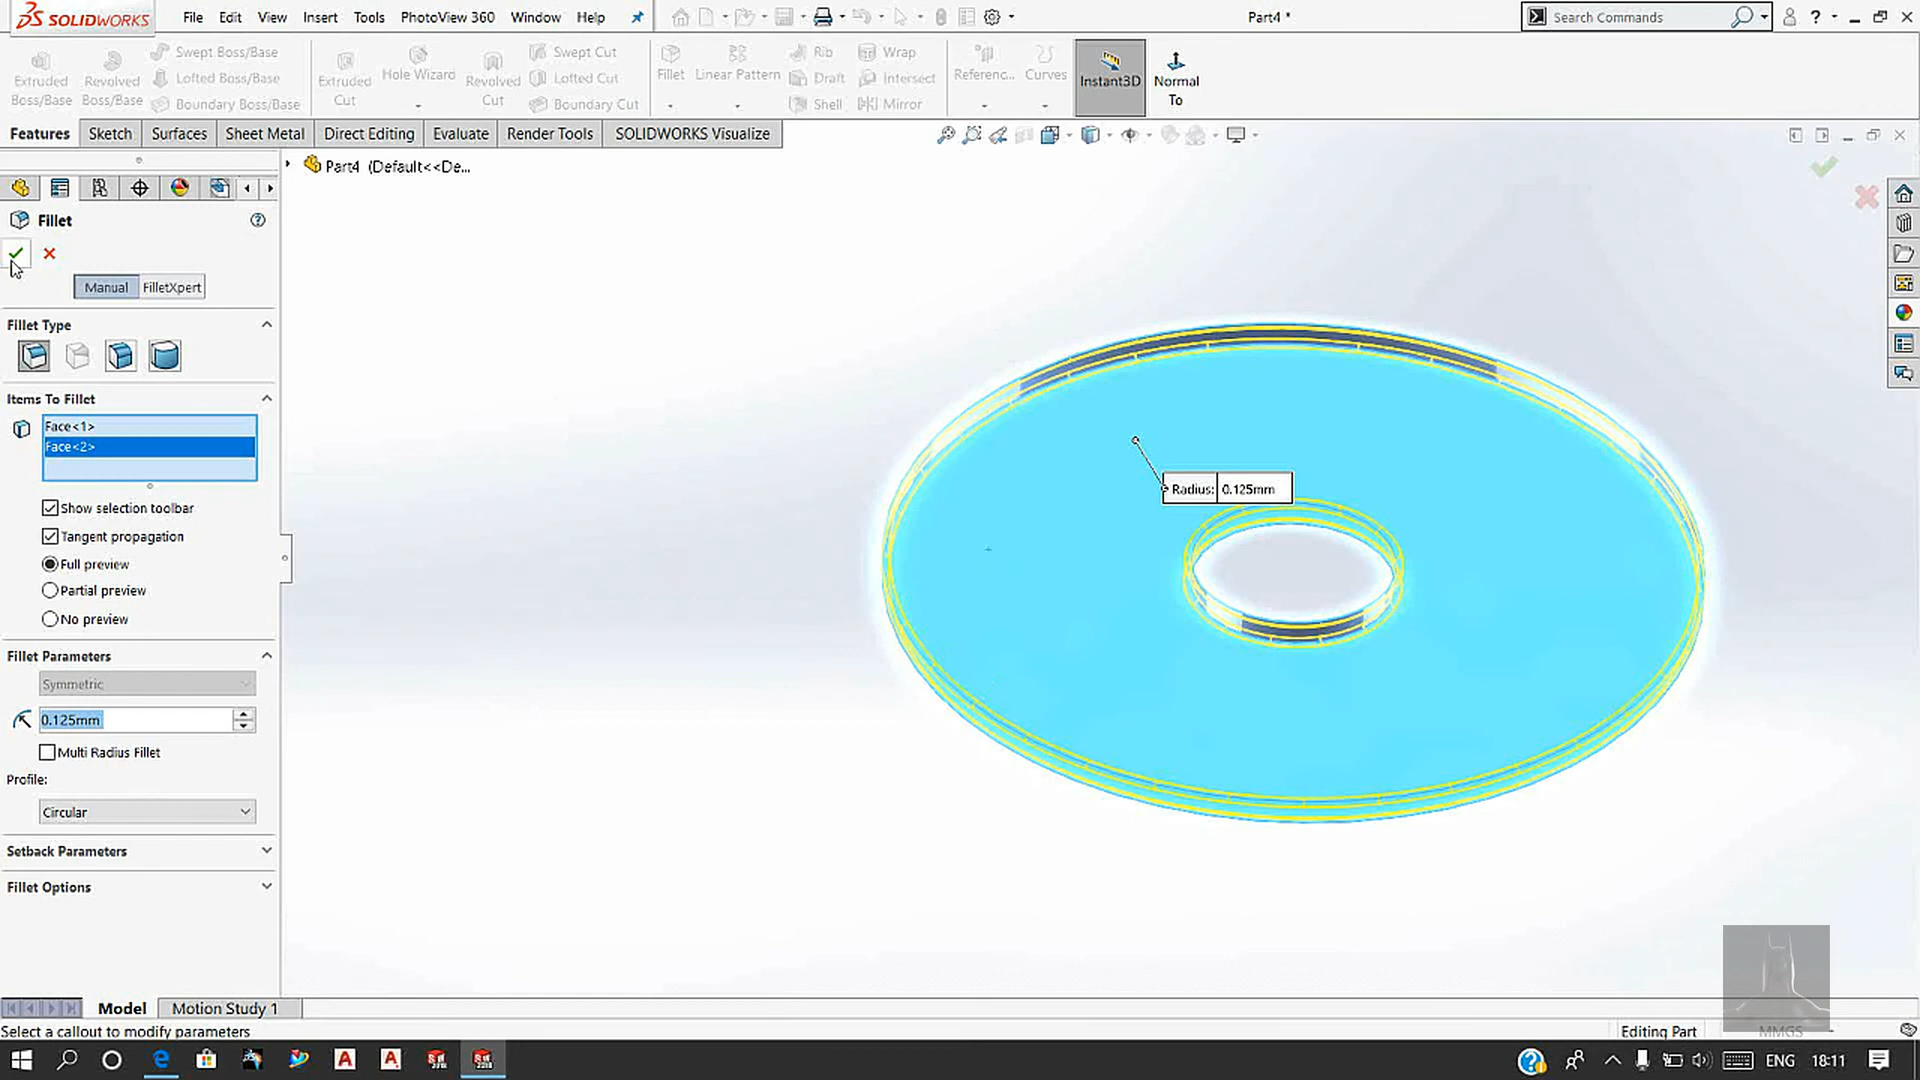 SOLIDWORKS File Edit View Insert Tools PhotoView 360 Window Help Part4 * Search Commands
Extruded Boss/Base Revolved Boss/Base Swept Boss/Base Lofted Boss/Base Boundary Boss/Base Extruded Cut Hole Wizard Revolved Cut Swept Cut Lofted Cut Boundary Cut Fillet Linear Pattern Rib Draft Shell Wrap Intersect Mirror Referenc... Curves Instant3D Normal To
Features Sketch Surfaces Sheet Metal Direct Editing Evaluate Render Tools SOLIDWORKS Visualize
Part4 (Default<<De...
Fillet
Manual FilletXpert
Fillet Type
Items To Fillet
Face<1>
Face<2>
Radius: 0.125mm
Show selection toolbar
Tangent propagation
Full preview
Partial preview
No preview
Fillet Parameters
Symmetric
0.125mm
Multi Radius Fillet
Profile:
Circular
Setback Parameters
Fillet Options
Model Motion Study 1
Select a callout to modify parameters Editing Part MMGS
ENG 18:11